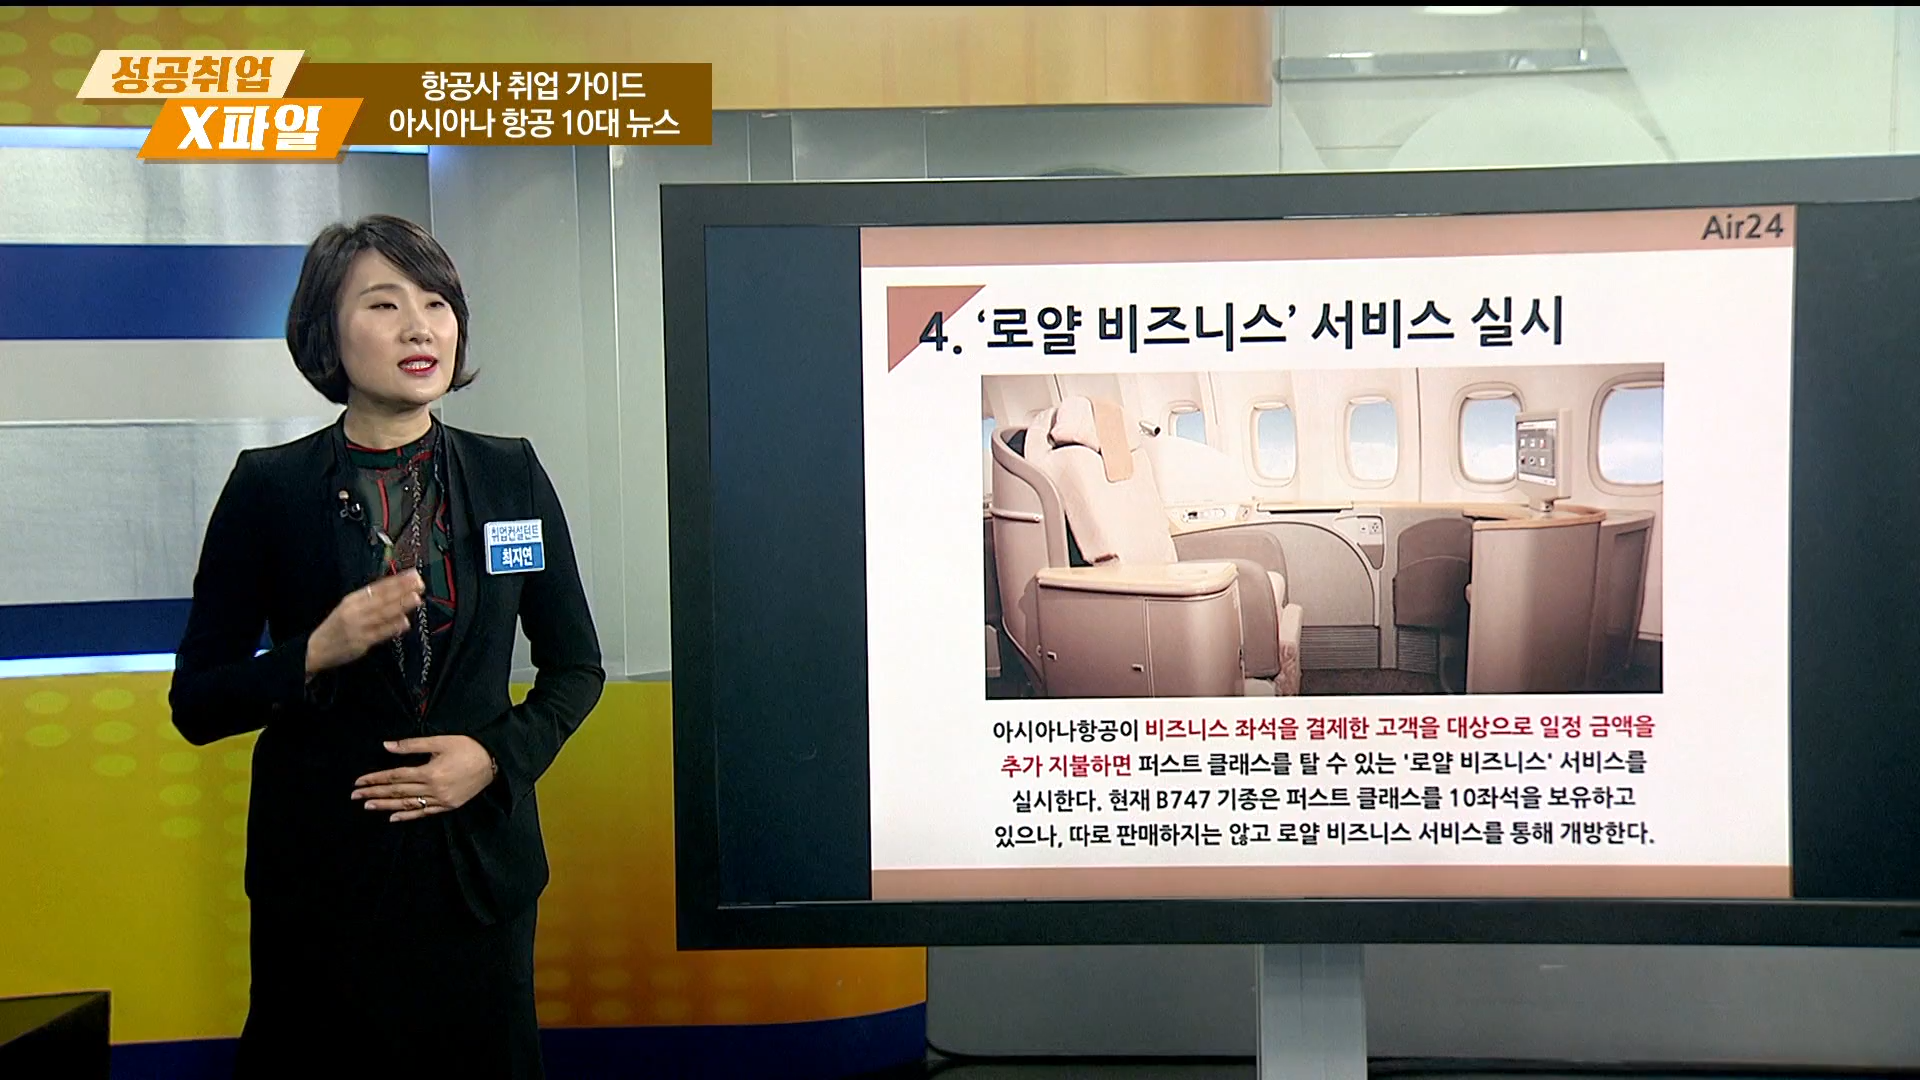 성공취업
X파일
항공사 취업 가이드
아시아나 항공 10대 뉴스
취업컨설턴트
최지연
Air24
4. ‘로얄 비즈니스’ 서비스 실시
아시아나항공이 비즈니스 좌석을 결제한 고객을 대상으로 일정 금액을
추가 지불하면 퍼스트 클래스를 탈 수 있는 '로얄 비즈니스' 서비스를
실시한다. 현재 B747 기종은 퍼스트 클래스를 10좌석을 보유하고
있으나, 따로 판매하지는 않고 로얄 비즈니스 서비스를 통해 개방한다.